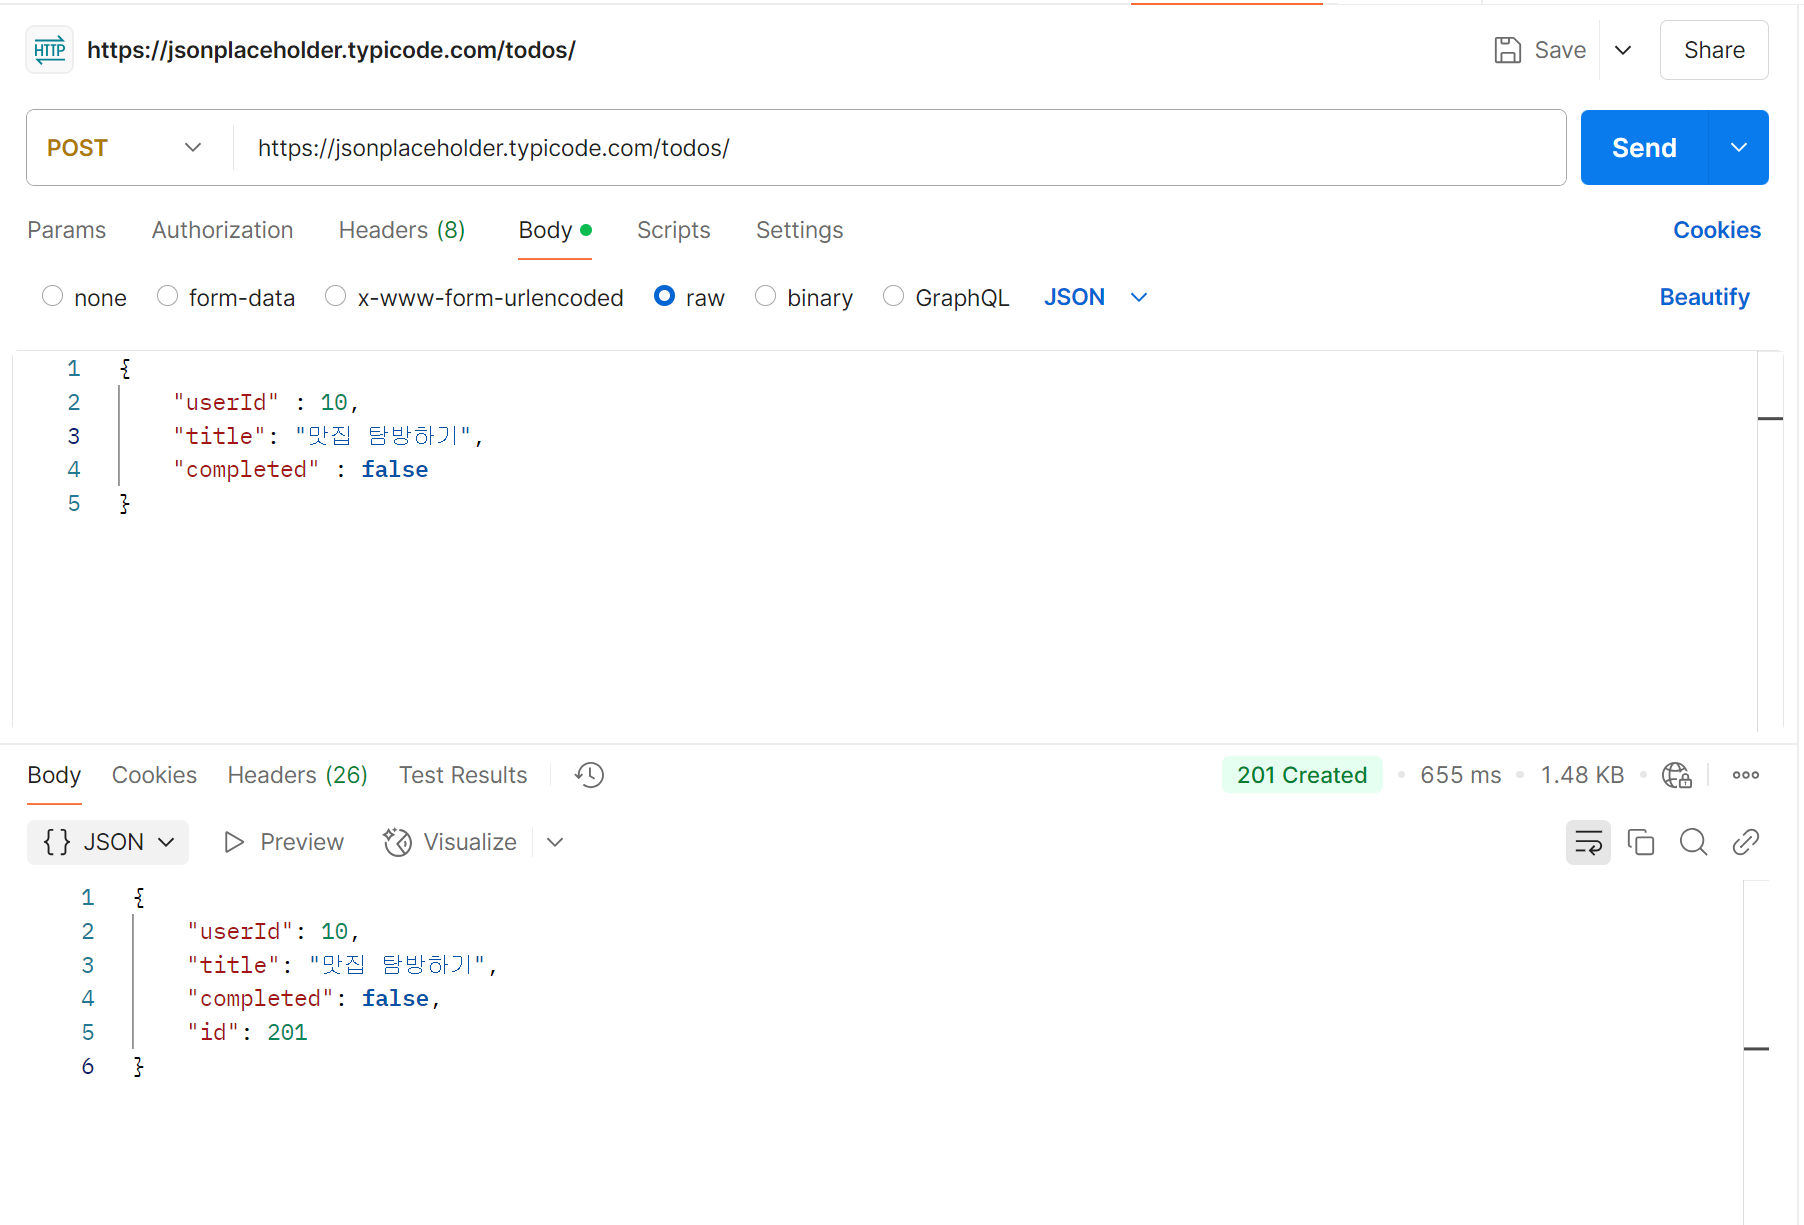 HTTP https://jsonplaceholder.typicode.com/todos/ Save Share
POST https://jsonplaceholder.typicode.com/todos/ Send
Params Authorization Headers (8) Body Scripts Settings Cookies
none form-data x-www-form-urlencoded raw binary GraphQL JSON Beautify
1 {
2 "userId" : 10,
3 "title": "맛집 탐방하기",
4 "completed" : false
5 }
Body Cookies Headers (26) Test Results 201 Created 655 ms 1.48 KB
{} JSON Preview Visualize
1 {
2 "userId": 10,
3 "title": "맛집 탐방하기",
4 "completed": false,
5 "id": 201
6 }